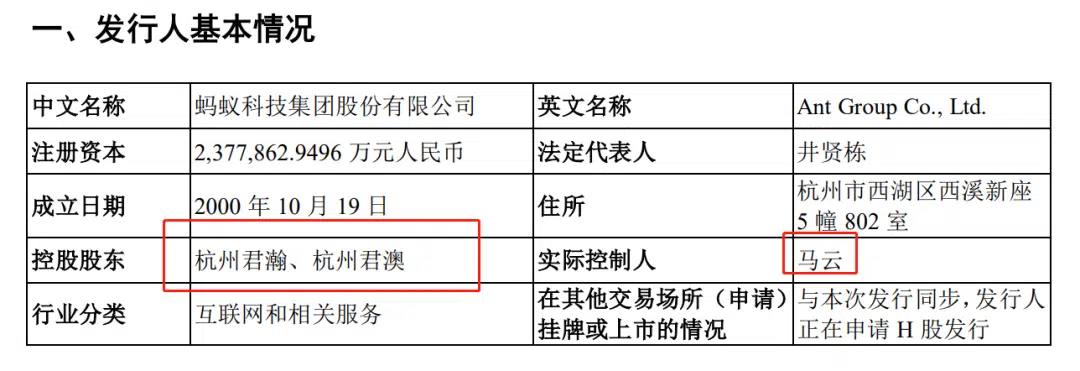 一、发行人基本情况
中文名称 蚂蚁科技集团股份有限公司 英文名称 Ant Group Co., Ltd.
注册资本 2,377,862.9496 万元人民币 法定代表人 井贤栋
成立日期 2000 年 10 月 19 日 住所 杭州市西湖区西溪新座
5 幢 802 室
控股股东 杭州君瀚、杭州君澳 实际控制人 马云
行业分类 互联网和相关服务 在其他交易场所（申请）
挂牌或上市的情况 与本次发行同步，发行人
正在申请 H 股发行